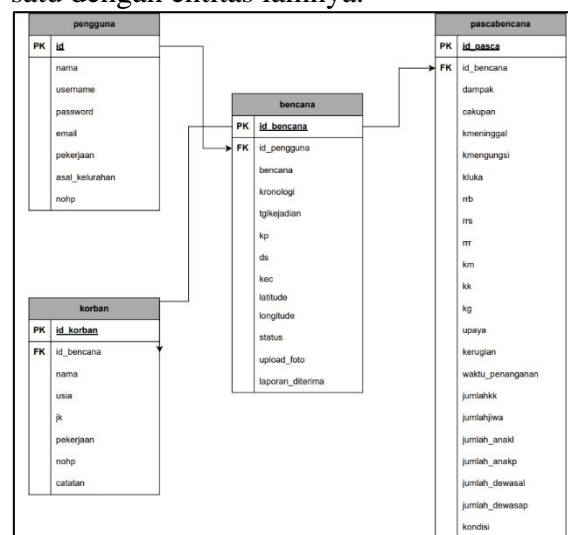 satu dengan entitas lainnya.
pengguna
PK id
nama
username
password
email
pekerjaan
asal_kelurahan
nohp
korban
PK id_korban
FK id_bencana
nama
usia
jk
pekerjaan
nohp
catatan
bencana
PK id_bencana
FK id_pengguna
bencana
kronologi
tglkejadian
kp
ds
kec
latitude
longitude
status
upload_foto
laporan_diterima
pascabencana
PK id_pasca
FK id_bencana
dampak
cakupan
kmeninggal
kmengungsi
kluka
rrb
rrs
rrr
km
kk
kg
upaya
kerugian
waktu_penanganan
jumlahkk
jumlahjiwa
jumlah_anakl
jumlah_anakp
jumlah_dewasal
jumlah_dewasap
kondisi